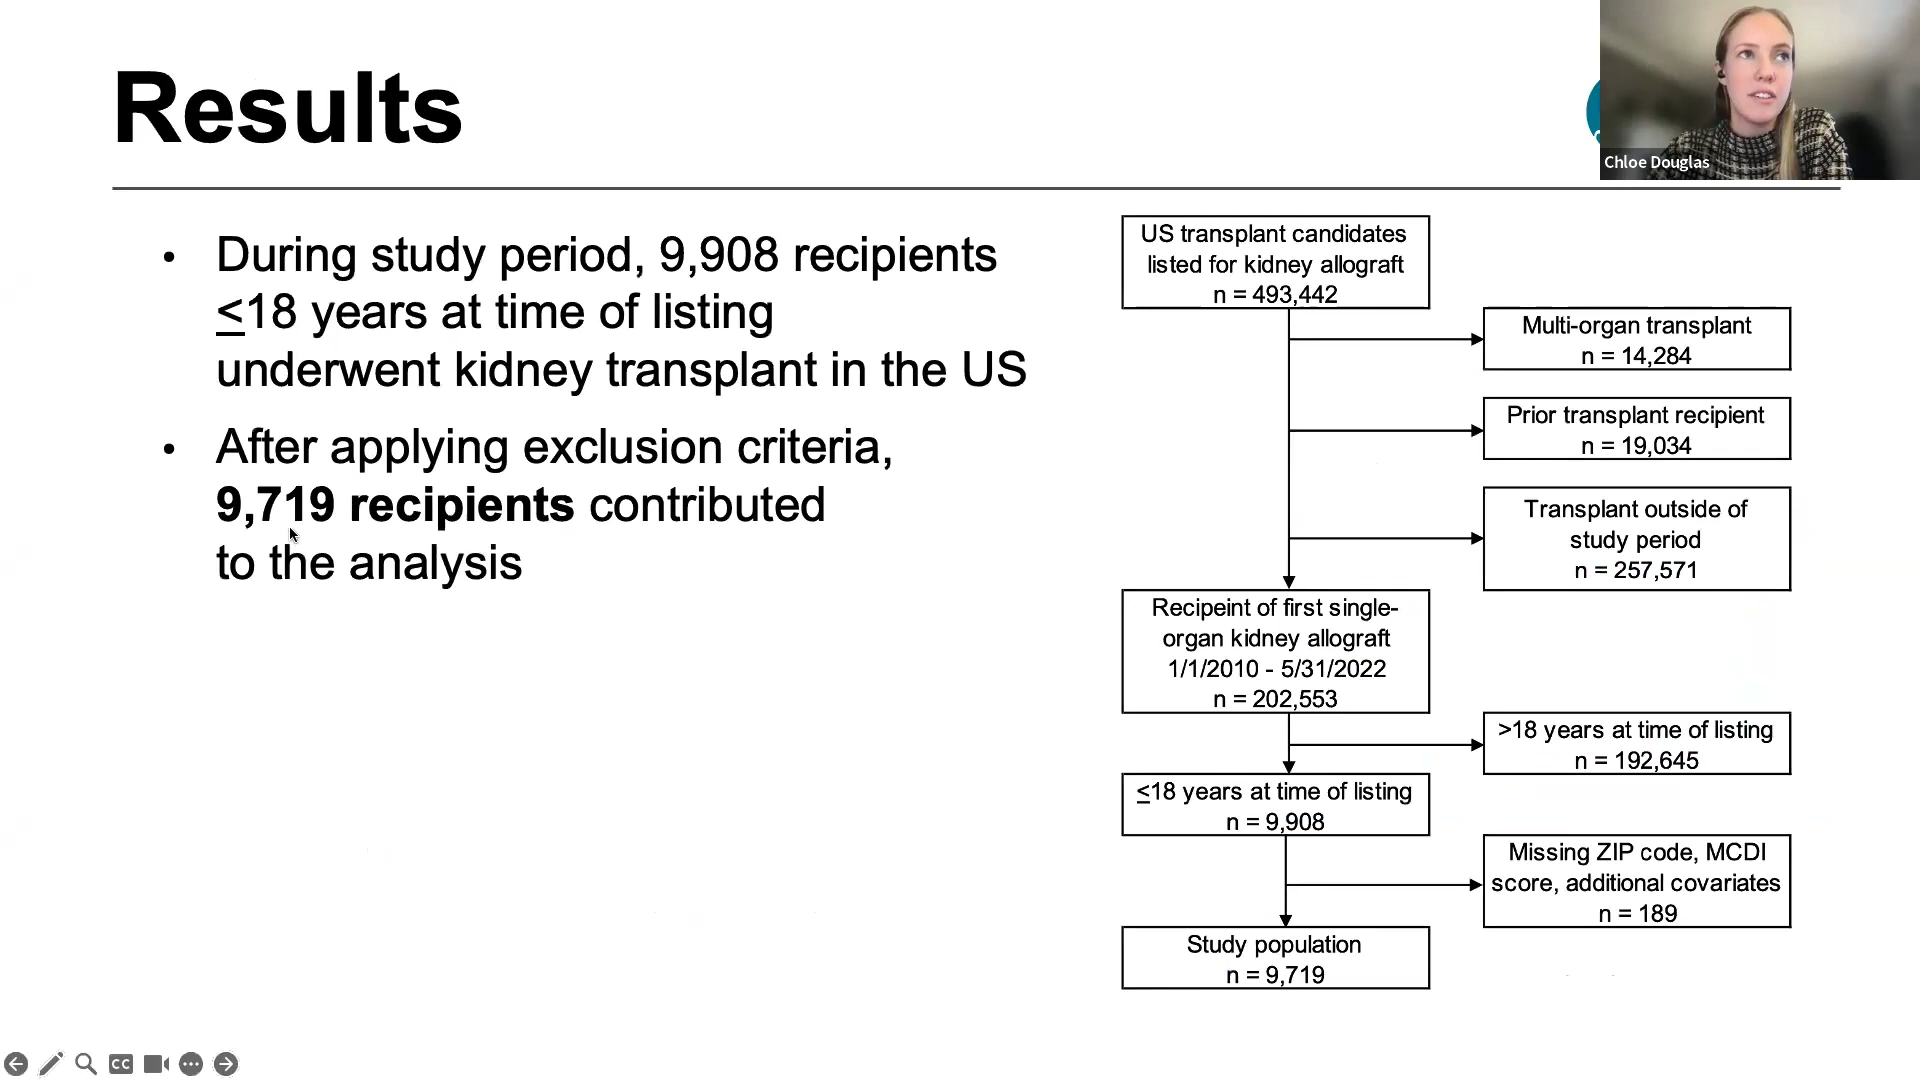 Results
Chloe Douglas
• During study period, 9,908 recipients
≤18 years at time of listing
underwent kidney transplant in the US
• After applying exclusion criteria,
9,719 recipients contributed
to the analysis
US transplant candidates
listed for kidney allograft
n = 493,442
Multi-organ transplant
n = 14,284
Prior transplant recipient
n = 19,034
Transplant outside of
study period
n = 257,571
Recipeint of first single-
organ kidney allograft
1/1/2010 - 5/31/2022
n = 202,553
>18 years at time of listing
n = 192,645
≤18 years at time of listing
n = 9,908
Missing ZIP code, MCDI
score, additional covariates
n = 189
Study population
n = 9,719
CC